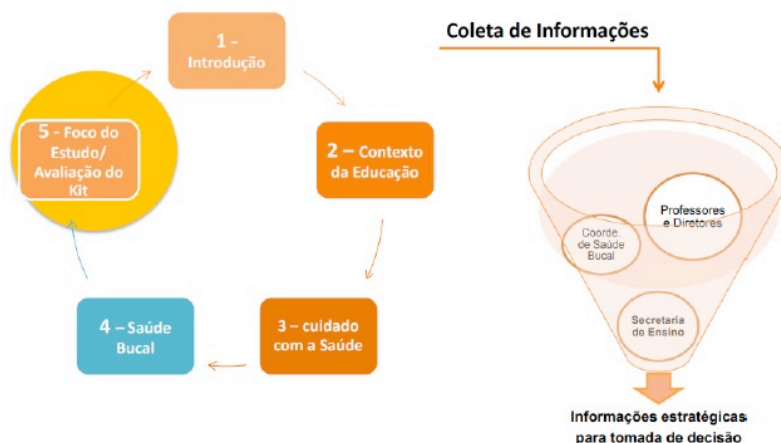 1 -
Introdução
2 – Contexto
da Educação
3 – cuidado
com a Saúde
4 – Saúde
Bucal
5 - Foco do
Estudo/
Avaliação do
Kit
Coleta de Informações
Professores
e Diretores
Coorde.
de Saúde
Bucal
Secretaria
de Ensino
Informações estratégicas
para tomada de decisão